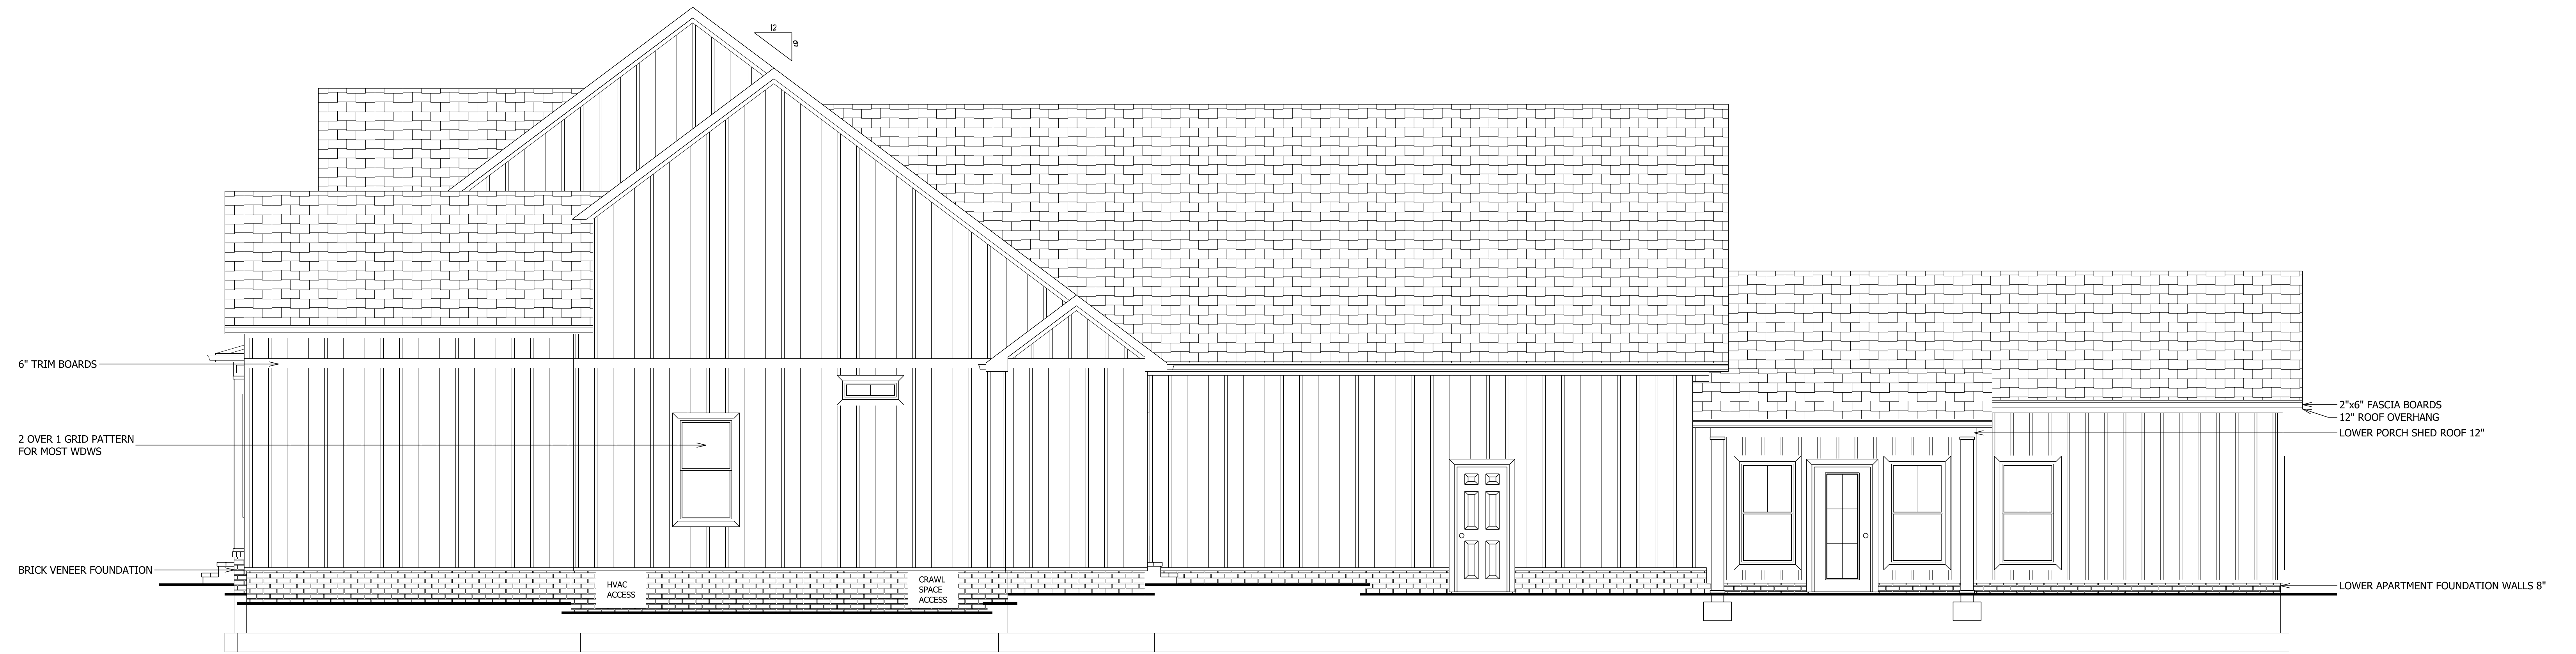 12
9
6" TRIM BOARDS
2"x6" FASCIA BOARDS
12" ROOF OVERHANG
LOWER PORCH SHED ROOF 12"
2 OVER 1 GRID PATTERN
FOR MOST WDWS
BRICK VENEER FOUNDATION
HVAC
ACCESS
CRAWL
SPACE
ACCESS
LOWER APARTMENT FOUNDATION WALLS 8"